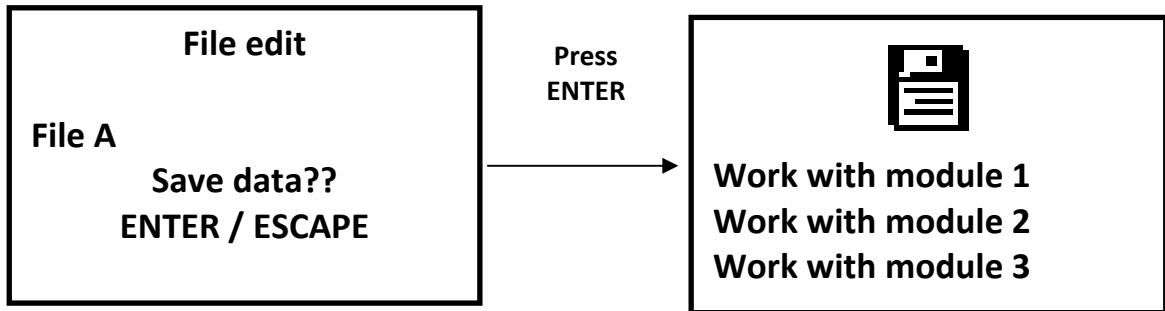 File edit
File A
Save data??
ENTER / ESCAPE
Press
ENTER
Work with module 1
Work with module 2
Work with module 3